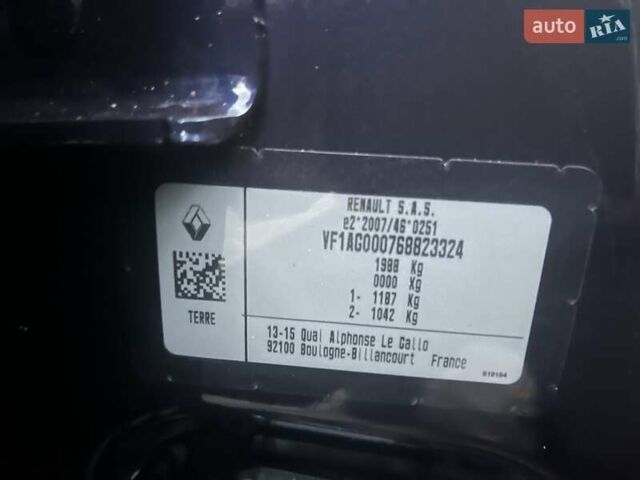 auto RIA.com
RENAULT S.A.S.
e2*2007/46*0251
VF1AG000768823324
1988 Kg
0000 Kg
1- 1187 Kg
2- 1042 Kg
TERRE
13-15 Quai Alphonse Le Gallo
92100 Boulogne-Billancourt France